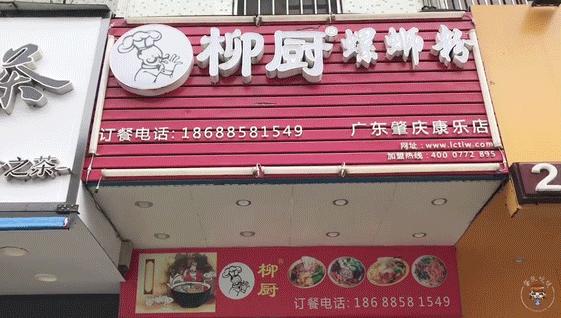 茶
之茶
柳厨® 螺蛳粉
订餐电话: 18688581549
广东肇庆康乐店
网址: www.lctlw.com
加盟热线: 400 0772 895
2
柳厨®
订餐电话: 186 8858 1549